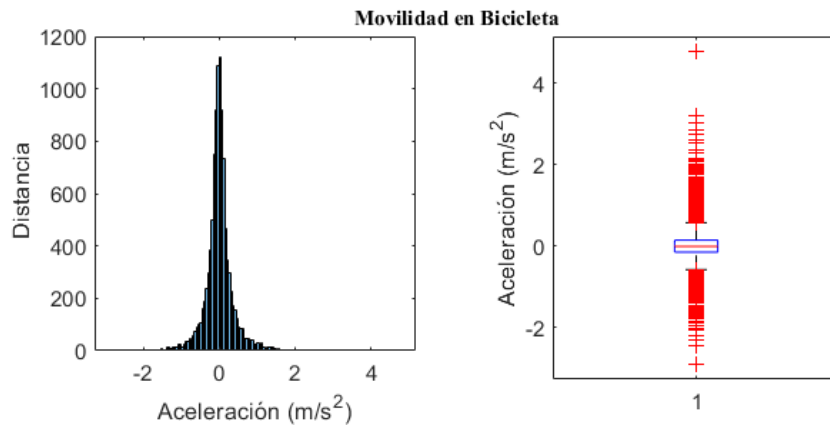 Movilidad en Bicicleta
1200
1000
800
600
400
200
0
Distancia
-2 0 2 4
Aceleración (m/s²)
4
2
0
-2
Aceleración (m/s²)
1